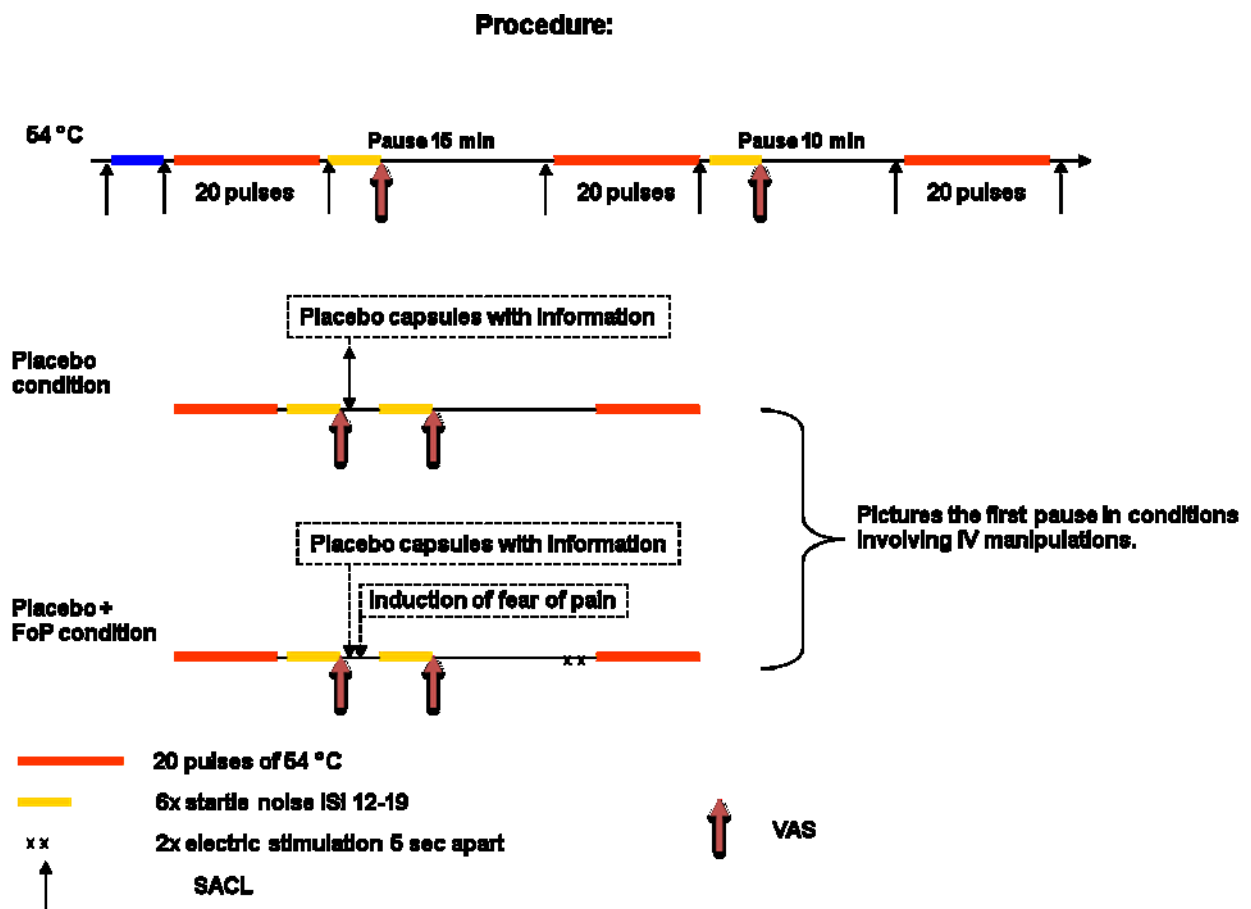 Procedure:
54 °C
Pause 15 min
Pause 10 min
20 pulses
20 pulses
20 pulses
Placebo capsules with information
Placebo
condition
Placebo capsules with information
Induction of fear of pain
Placebo +
FoP condition
Pictures the first pause in conditions
involving IV manipulations.
20 pulses of 54 °C
6x startle noise ISI 12-19
x x
2x electric stimulation 5 sec apart
SACL
VAS
x x